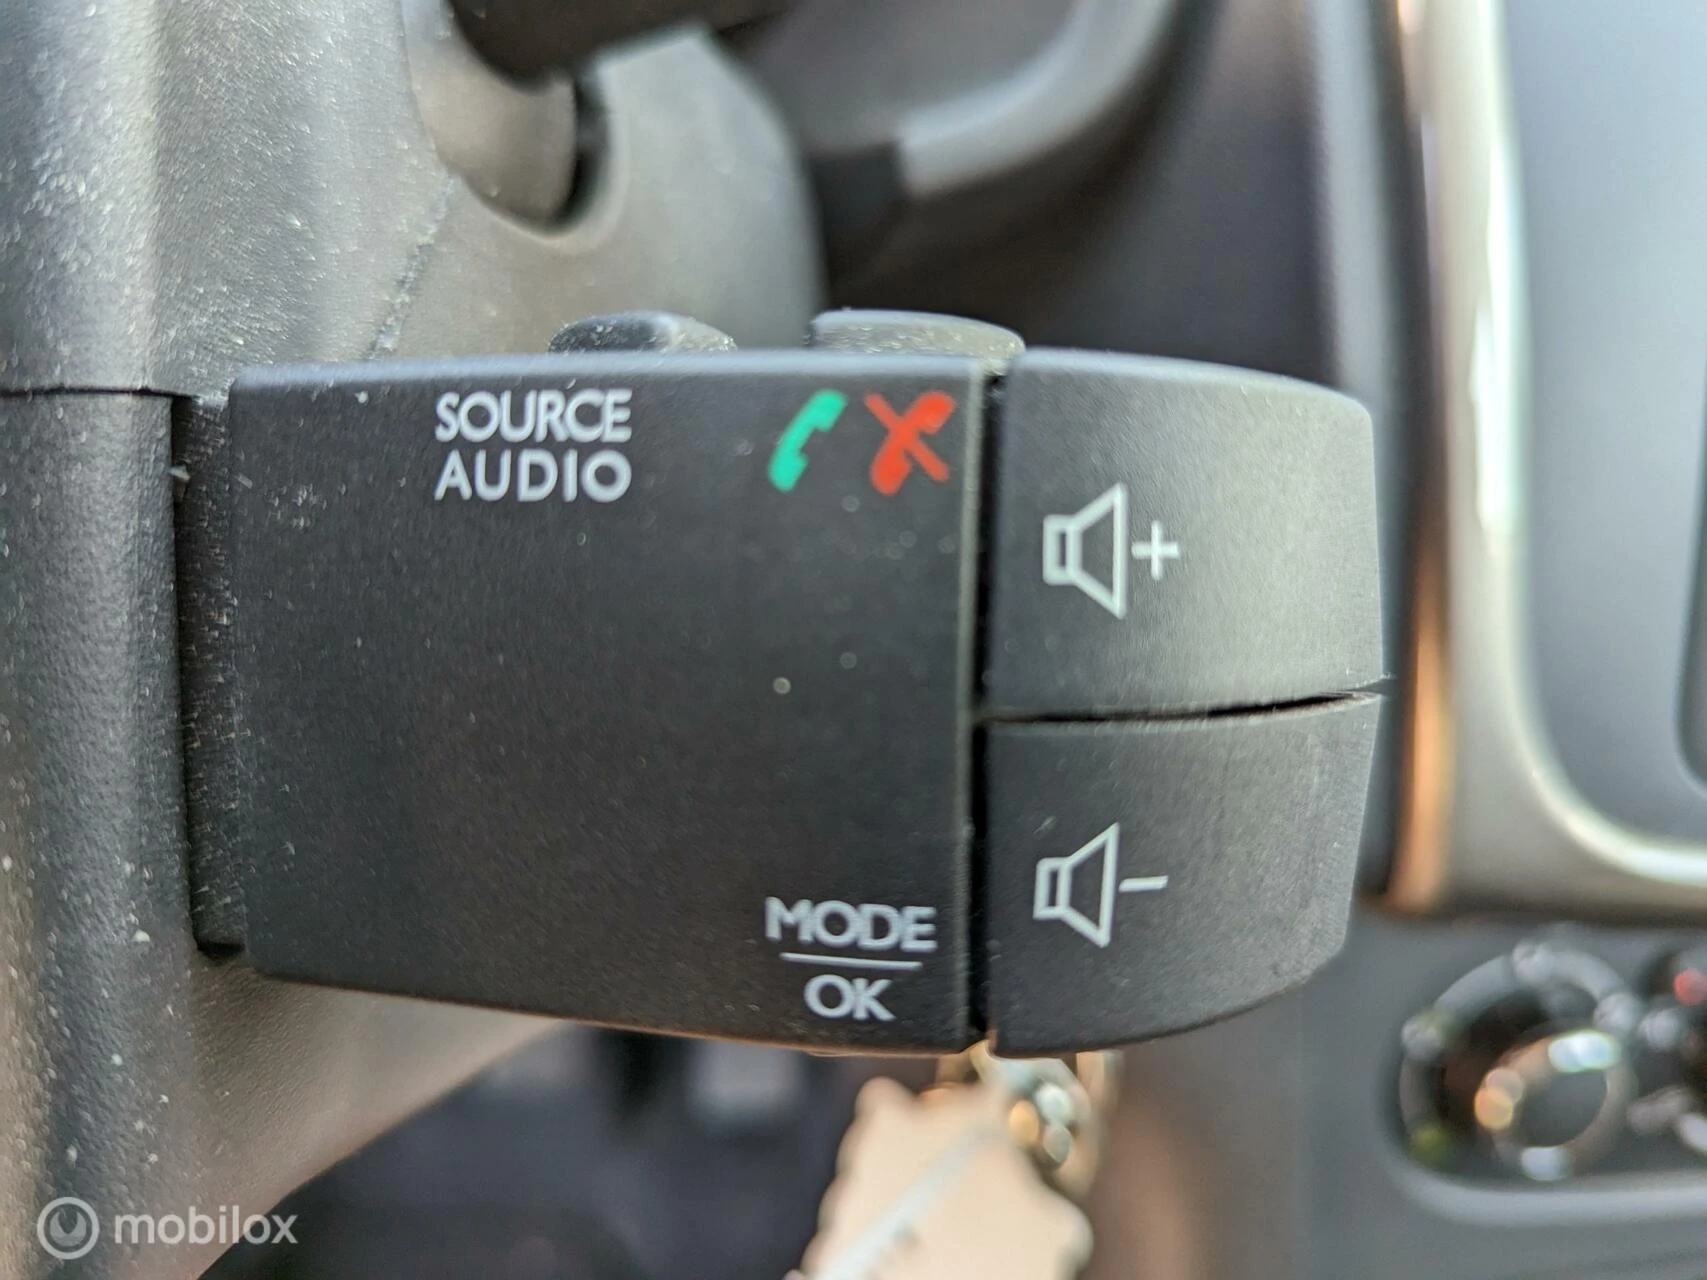 SOURCE
AUDIO
+
MODE
OK
-
mobilox